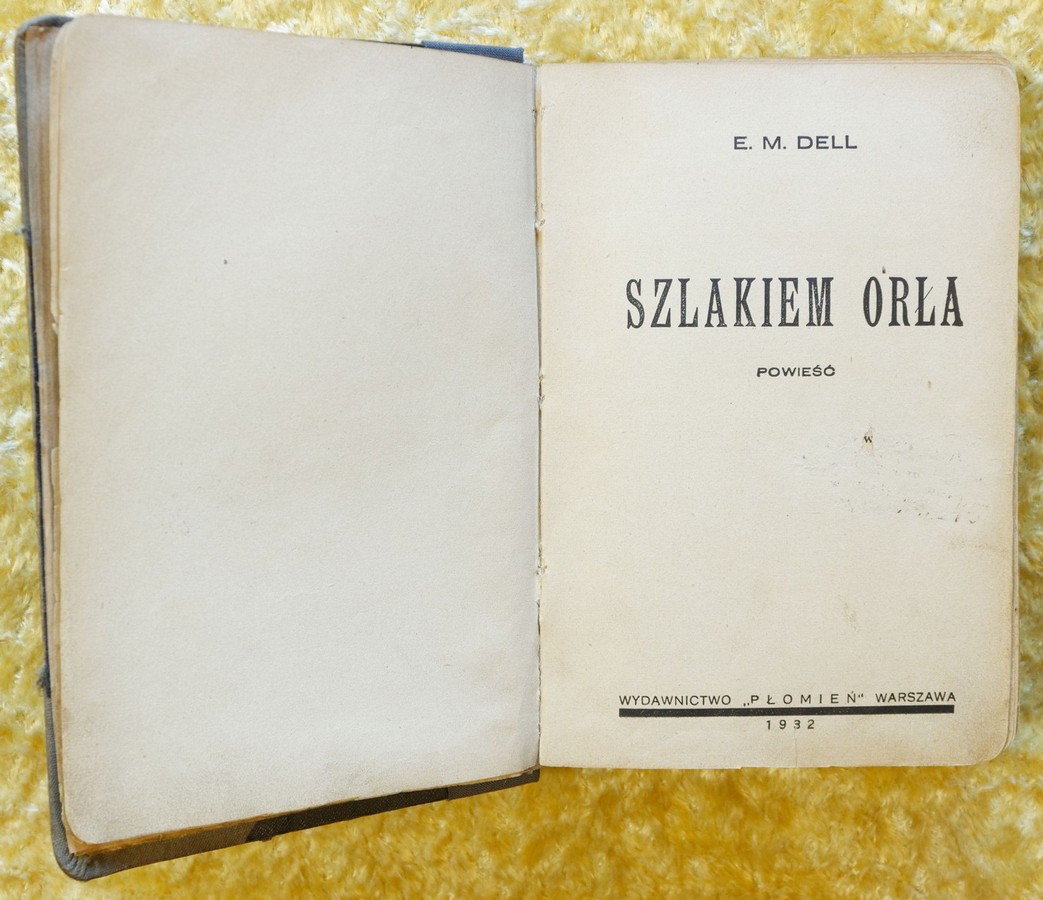 E. M. DELL
SZLAKIEM ORŁA
POWIEŚĆ
w
WYDAWNICTWO „PŁOMIEŃ" WARSZAWA
1932